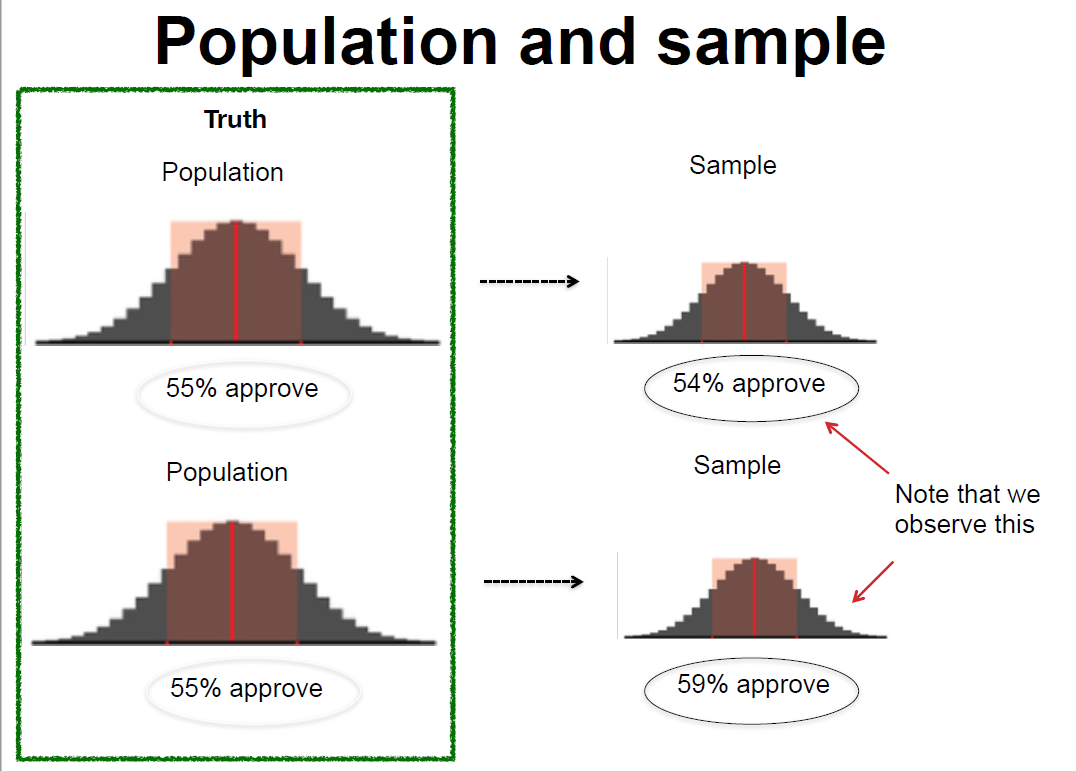 Population and sample
Truth
Population
55% approve
Population
55% approve
Sample
54% approve
Sample
59% approve
Note that we
observe this